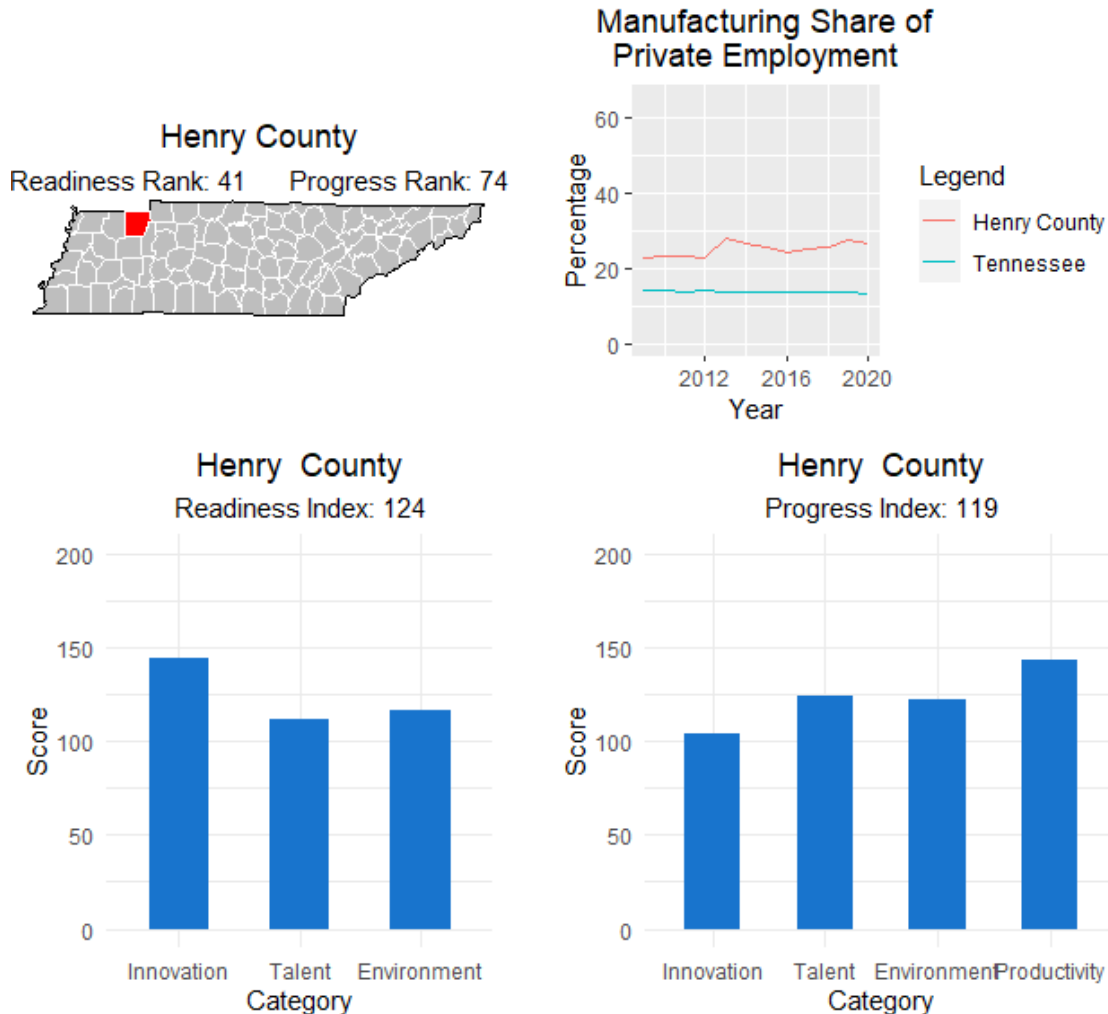 Henry County
Readiness Rank: 41 Progress Rank: 74
Manufacturing Share of
Private Employment
60
40
20
0
Percentage
2012 2016 2020
Year
Legend
Henry County
Tennessee
Henry County
Readiness Index: 124
200
150
100
50
0
Score
Innovation Talent Environment
Category
Henry County
Progress Index: 119
200
150
100
50
0
Score
Innovation Talent Environment Productivity
Category